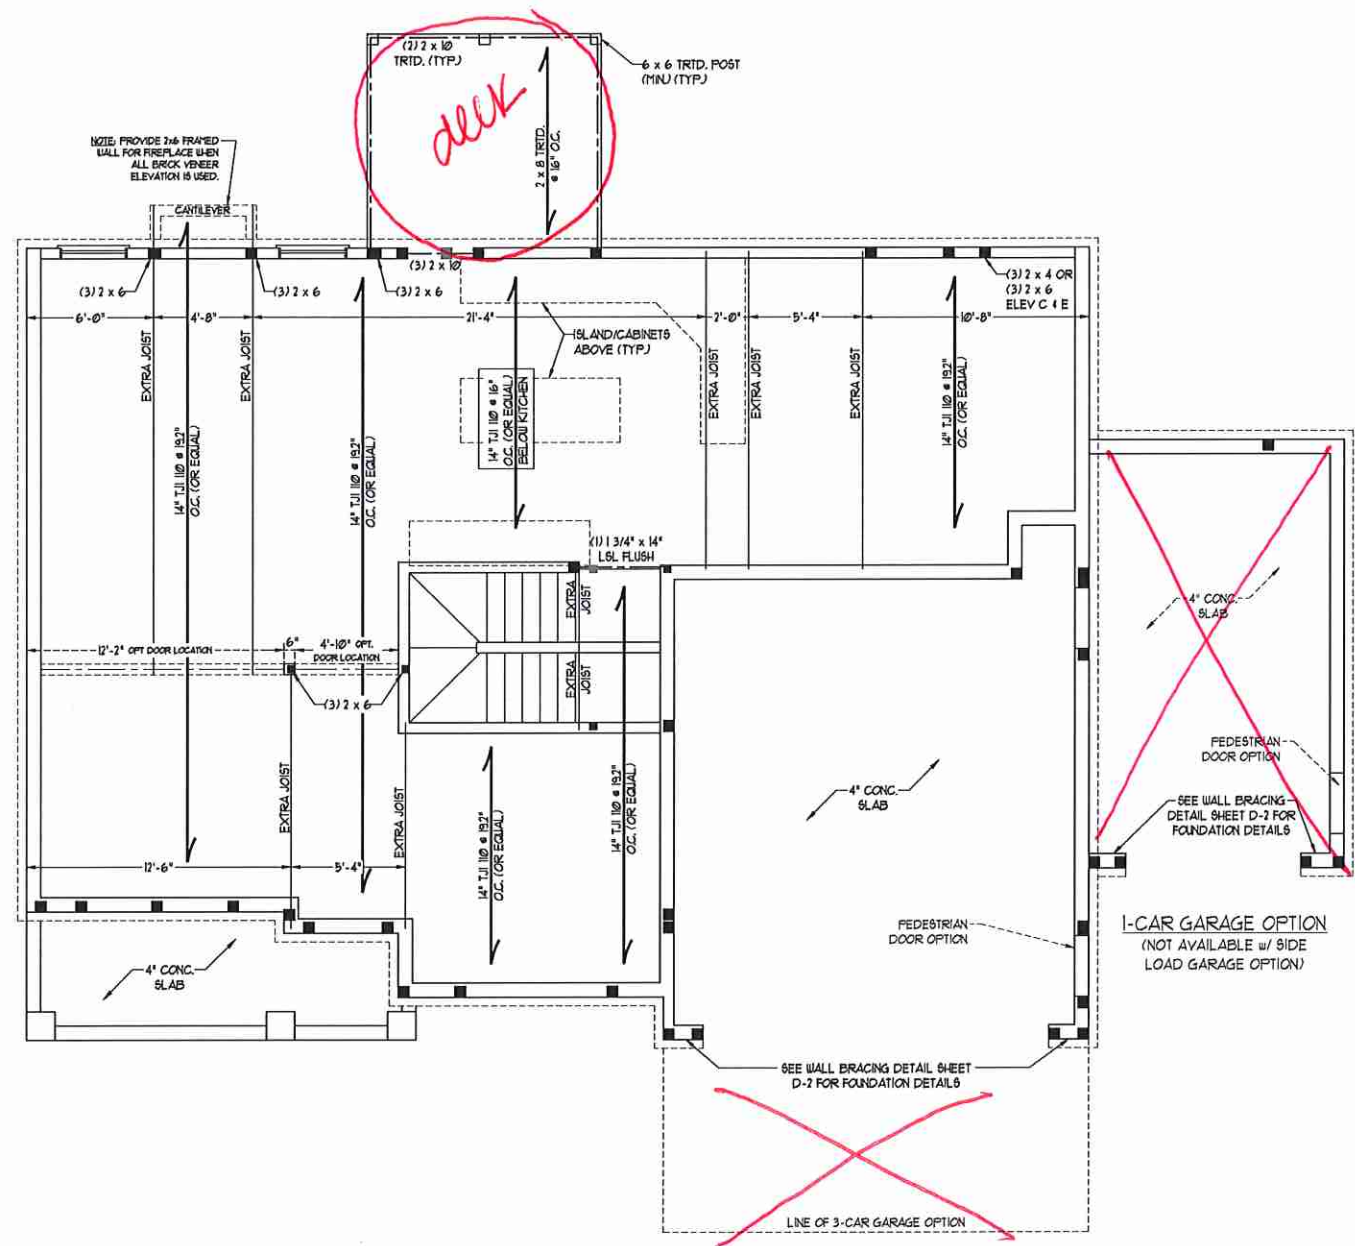 (2) 2 x 10
TRTD. (TYP.)
6 x 6 TRTD. POST
(MIN.) (TYP.)
deck
2 x 8 TRTD.
@ 16" O.C.
NOTE: PROVIDE 2x6 FRAMED
WALL FOR FIREPLACE WHEN
ALL BRICK VENEER
ELEVATION IS USED.
CANTILEVER
(3) 2 x 6
(3) 2 x 6
(3) 2 x 6
(3) 2 x 10
(3) 2 x 4 OR
(3) 2 x 6
ELEV C & E
6'-0"
4'-8"
21'-4"
2'-0"
5'-4"
10'-8"
ISLAND/CABINETS
ABOVE (TYP.)
EXTRA JOIST
EXTRA JOIST
EXTRA JOIST
EXTRA JOIST
EXTRA JOIST
14" TJI 110 @ 19.2"
O.C. (OR EQUAL)
14" TJI 110 @ 19.2"
O.C. (OR EQUAL)
14" TJI 110 @ 16"
O.C. (OR EQUAL)
BELOW KITCHEN
14" TJI 110 @ 19.2"
O.C. (OR EQUAL)
(1) 1 3/4" x 14"
LSL FLUSH
EXTRA
JOIST
EXTRA
JOIST
12'-2" OPT DOOR LOCATION
6"
4'-10" OPT.
DOOR LOCATION
(3) 2 x 6
EXTRA JOIST
EXTRA JOIST
14" TJI 110 @ 19.2"
O.C. (OR EQUAL)
14" TJI 110 @ 19.2"
O.C. (OR EQUAL)
12'-6"
5'-4"
4" CONC.
SLAB
4" CONC.
SLAB
4" CONC.
SLAB
PEDESTRIAN
DOOR OPTION
SEE WALL BRACING
DETAIL SHEET D-2 FOR
FOUNDATION DETAILS
PEDESTRIAN
DOOR OPTION
1-CAR GARAGE OPTION
(NOT AVAILABLE w/ SIDE
LOAD GARAGE OPTION)
SEE WALL BRACING DETAIL SHEET
D-2 FOR FOUNDATION DETAILS
LINE OF 3-CAR GARAGE OPTION